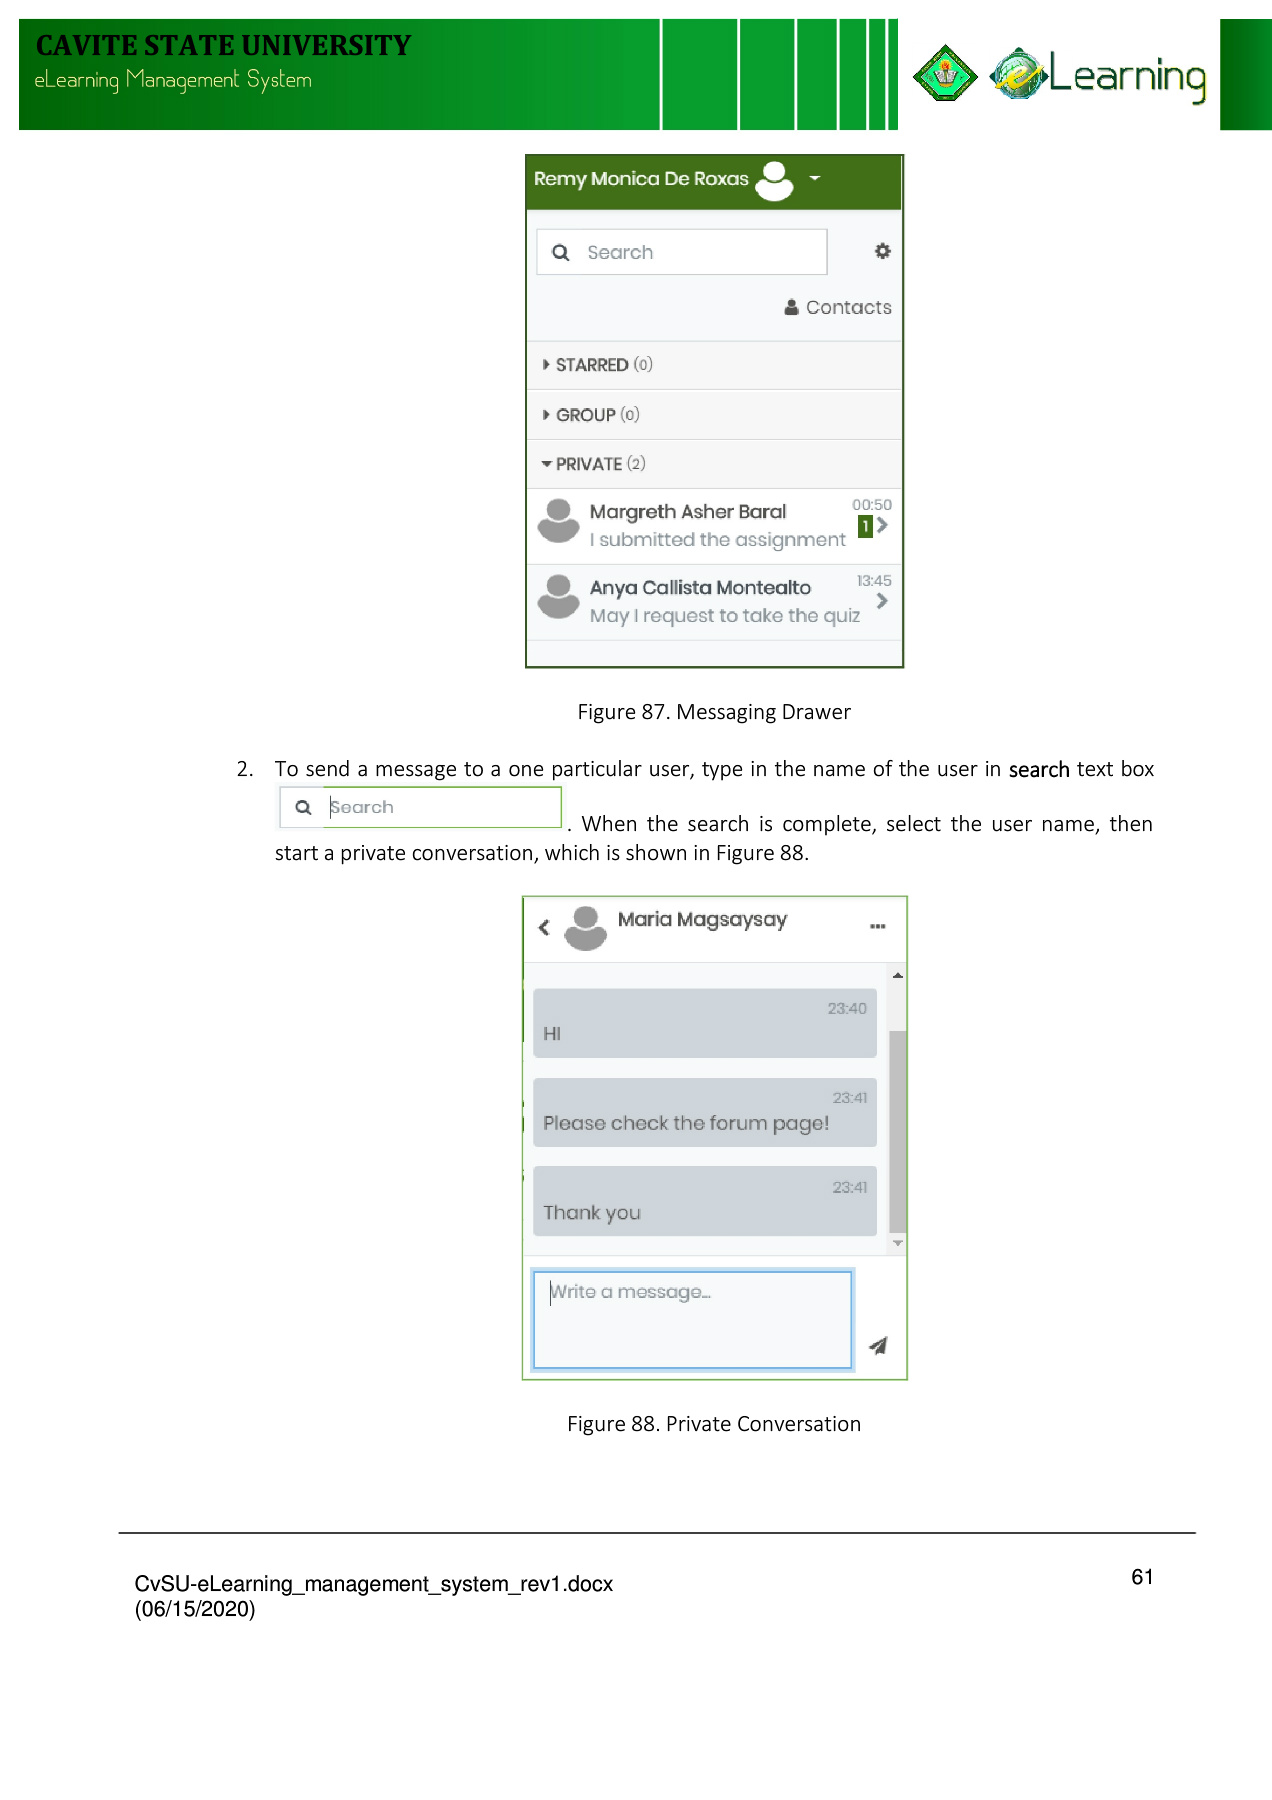 CAVITE STATE UNIVERSITY
eLearning Management System
eLearning
Remy Monica De Roxas
Search
Contacts
STARRED (0)
GROUP (0)
PRIVATE (2)
Margreth Asher Baral 00:50
I submitted the assignment 1
Anya Callista Montealto 13:45
May I request to take the quiz
Figure 87. Messaging Drawer
2. To send a message to a one particular user, type in the name of the user in search text box
Search . When the search is complete, select the user name, then
start a private conversation, which is shown in Figure 88.
Maria Magsaysay
23:40
HI
23:41
Please check the forum page!
23:41
Thank you
Write a message...
Figure 88. Private Conversation
CvSU-eLearning_management_system_rev1.docx 61
(06/15/2020)